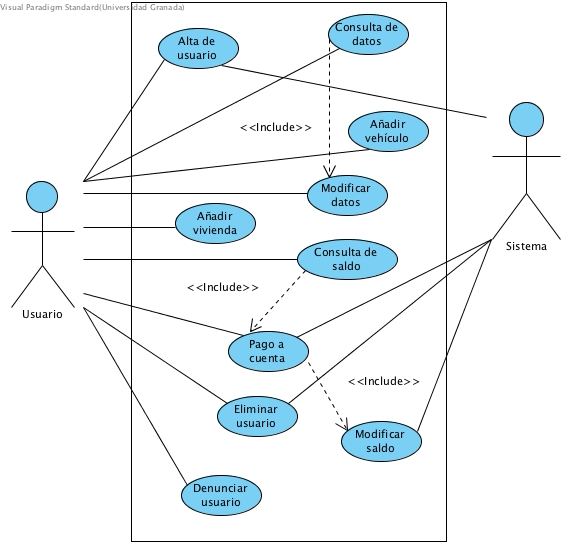 Visual Paradigm Standard(Universidad Granada)
Consulta de
datos
Alta de
usuario
<<Include>>
Añadir
vehículo
Modificar
datos
Añadir
vivienda
Sistema
Consulta de
saldo
<<Include>>
Usuario
Pago a
cuenta
<<Include>>
Eliminar
usuario
Modificar
saldo
Denunciar
usuario